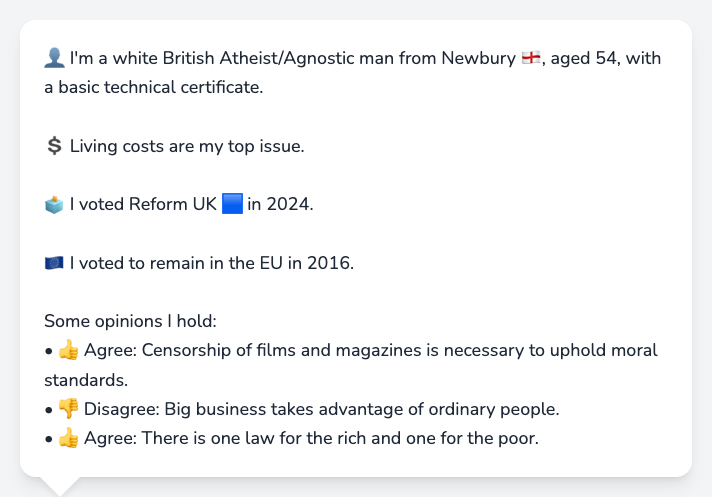 👤 I'm a white British Atheist/Agnostic man from Newbury 🏴󠁧󠁢󠁥󠁮󠁧󠁿, aged 54, with
a basic technical certificate.
💲 Living costs are my top issue.
🗳️ I voted Reform UK 🟦 in 2024.
🇪🇺 I voted to remain in the EU in 2016.
Some opinions I hold:
• 👍 Agree: Censorship of films and magazines is necessary to uphold moral
standards.
• 👎 Disagree: Big business takes advantage of ordinary people.
• 👍 Agree: There is one law for the rich and one for the poor.